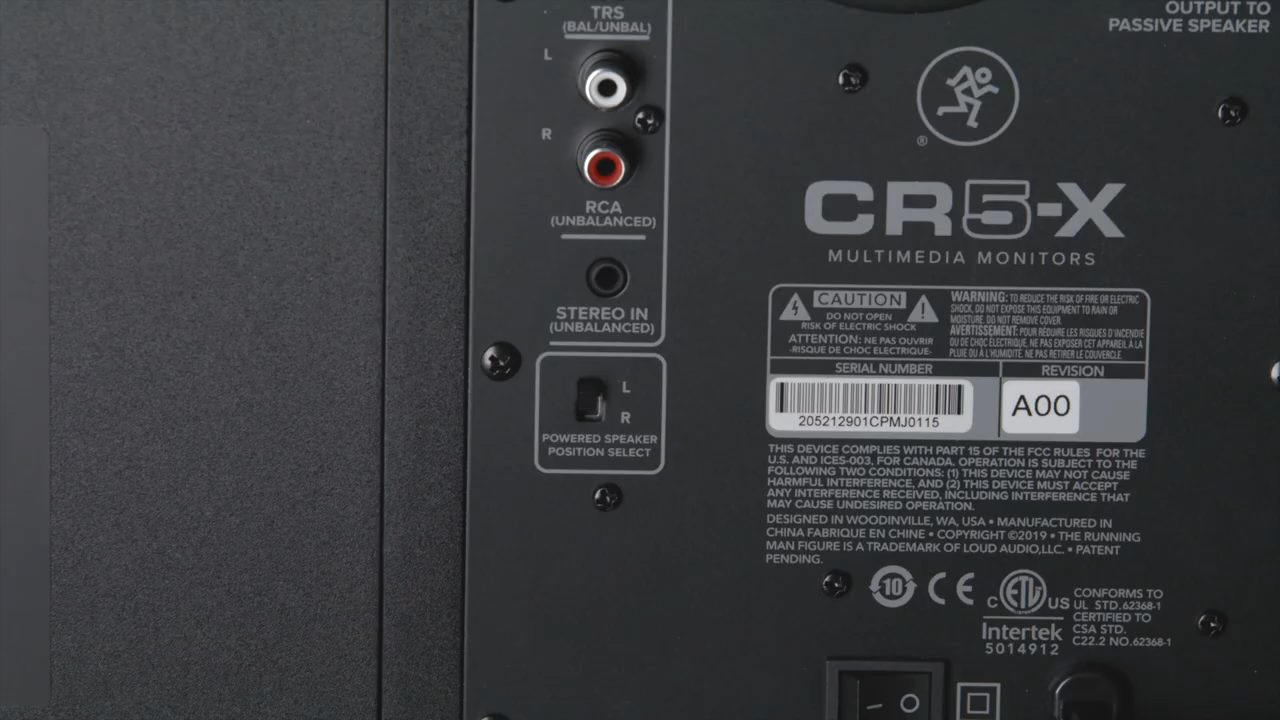 TRS
(BAL/UNBAL)
L
R
RCA
(UNBALANCED)
STEREO IN
(UNBALANCED)
L
R
POWERED SPEAKER
POSITION SELECT
OUTPUT TO
PASSIVE SPEAKER
®
CR5-X
MULTIMEDIA MONITORS
CAUTION
DO NOT OPEN
RISK OF ELECTRIC SHOCK
ATTENTION: NE PAS OUVRIR
-RISQUE DE CHOC ELECTRIQUE-
WARNING: TO REDUCE THE RISK OF FIRE OR ELECTRIC
SHOCK, DO NOT EXPOSE THIS EQUIPMENT TO RAIN OR
MOISTURE. DO NOT REMOVE COVER.
AVERTISSEMENT: POUR RÉDUIRE LES RISQUES D'INCENDIE
OU DE CHOC ÉLECTRIQUE, NE PAS EXPOSER CET APPAREIL À LA
PLUIE OU À L'HUMIDITÉ. NE PAS RETIRER LE COUVERCLE.
SERIAL NUMBER
REVISION
205212901CPMJ0115
A00
THIS DEVICE COMPLIES WITH PART 15 OF THE FCC RULES FOR THE
U.S. AND ICES-003, FOR CANADA. OPERATION IS SUBJECT TO THE
FOLLOWING TWO CONDITIONS: (1) THIS DEVICE MAY NOT CAUSE
HARMFUL INTERFERENCE, AND (2) THIS DEVICE MUST ACCEPT
ANY INTERFERENCE RECEIVED, INCLUDING INTERFERENCE THAT
MAY CAUSE UNDESIRED OPERATION.
DESIGNED IN WOODINVILLE, WA, USA • MANUFACTURED IN
CHINA FABRIQUE EN CHINE • COPYRIGHT ©2019 • THE RUNNING
MAN FIGURE IS A TRADEMARK OF LOUD AUDIO,LLC. • PATENT
PENDING.
10
CE
C ETL US
LISTED
Intertek
5014912
CONFORMS TO
UL STD.62368-1
CERTIFIED TO
CSA STD.
C22.2 NO.62368-1